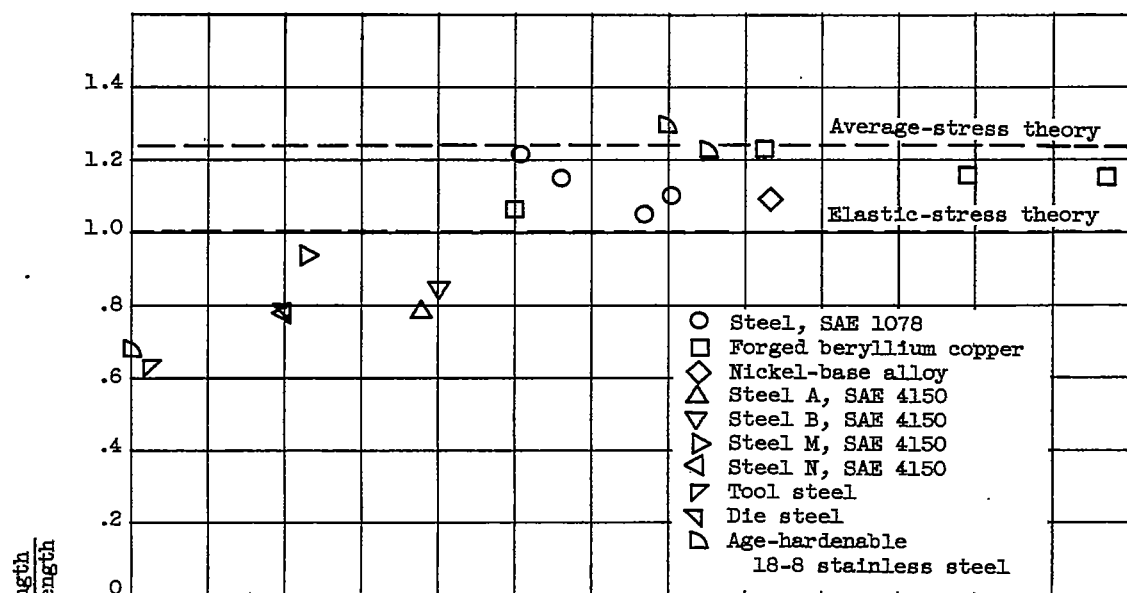 1.4
Average-stress theory
1.2
Elastic-stress theory
1.0
.8
Steel, SAE 1078
Forged beryllium copper
Nickel-base alloy
.6
Steel A, SAE 4150
Steel B, SAE 4150
.4
Steel M, SAE 4150
Steel N, SAE 4150
Tool steel
.2
Die steel
Age-hardenable
18-8 stainless steel
0